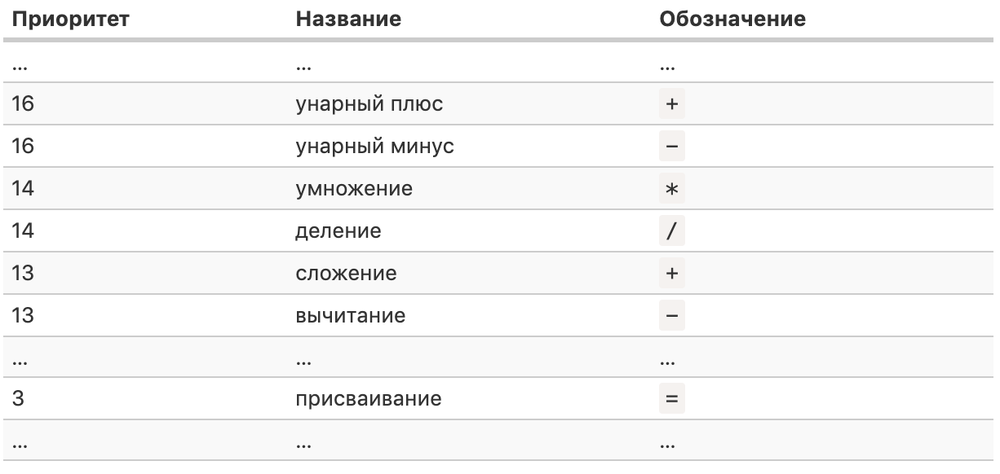 Приоритет Название Обозначение
... ... ...
16 унарный плюс +
16 унарный минус -
14 умножение *
14 деление /
13 сложение +
13 вычитание -
... ... ...
3 присваивание =
... ... ...